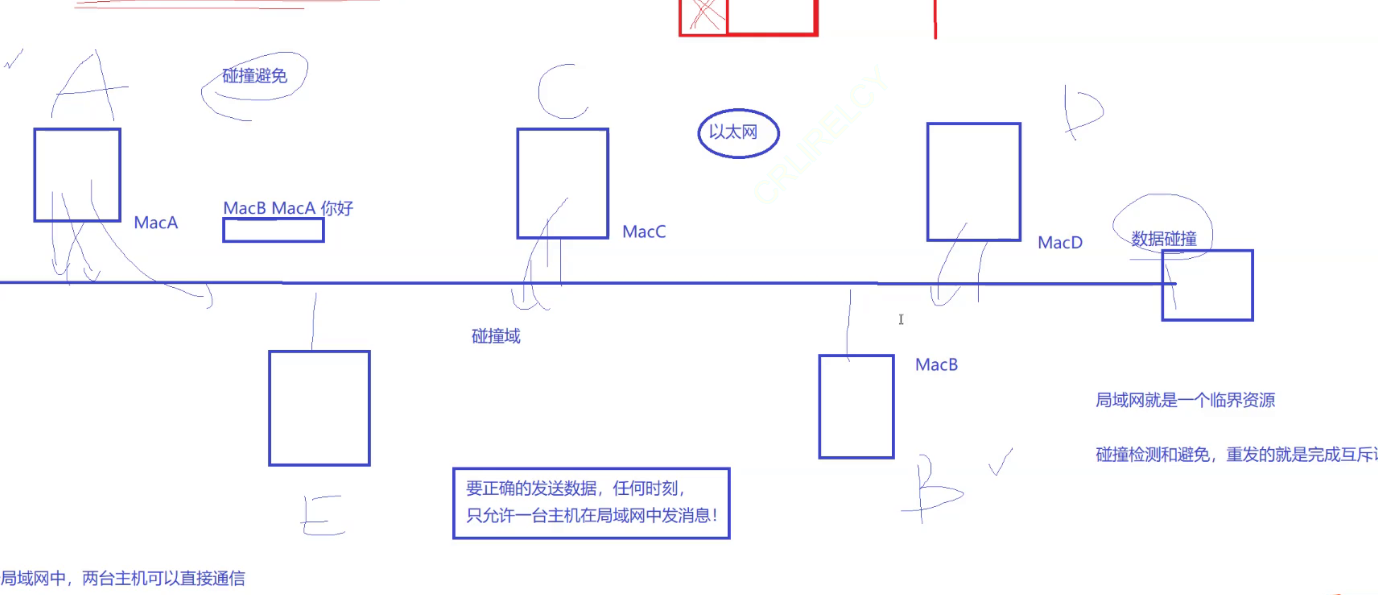 A
碰撞避免
C
以太网
D
MacA
MacB MacA 你好
MacC
MacD
数据碰撞
碰撞域
MacB
局域网就是一个临界资源
碰撞检测和避免，重发的就是完成互斥
B
E
要正确的发送数据，任何时刻，
只允许一台主机在局域网中发消息！
局域网中，两台主机可以直接通信